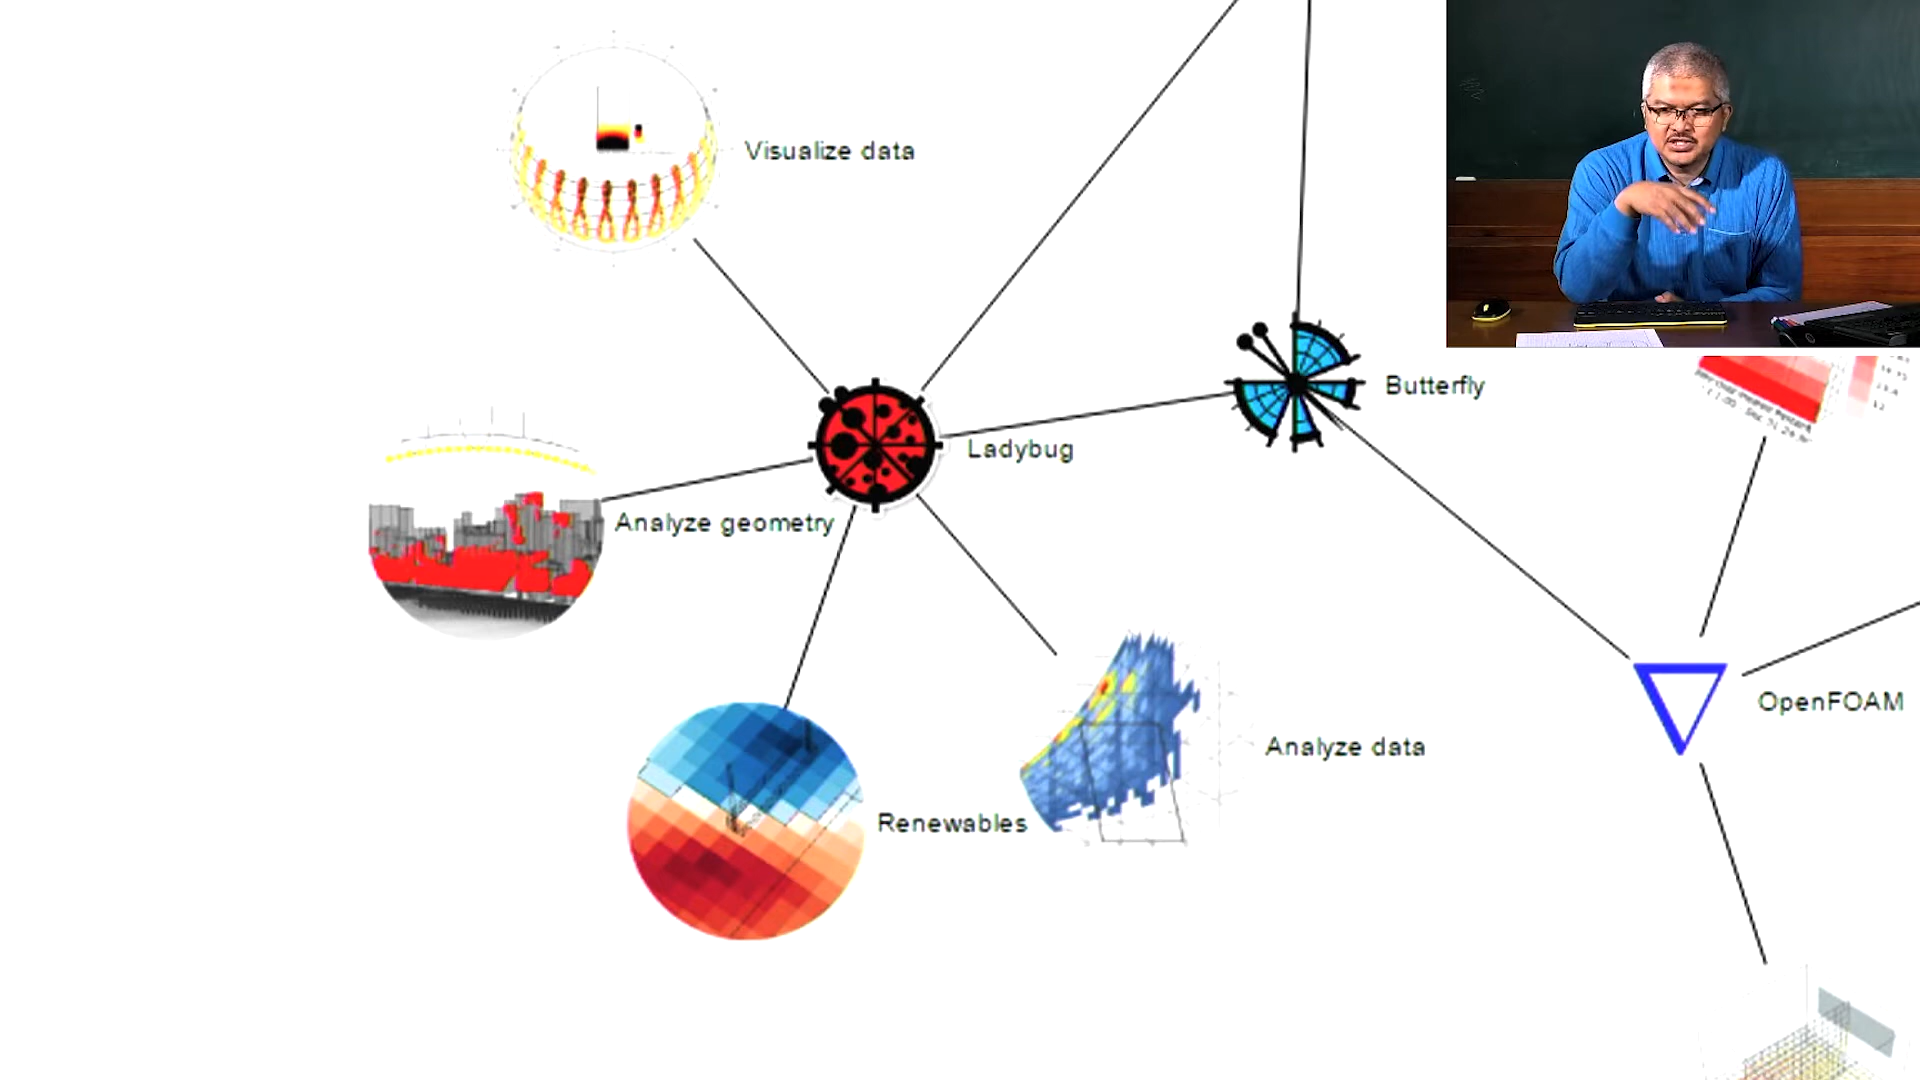 Visualize data
Butterfly
Ladybug
Analyze geometry
OpenFOAM
Analyze data
Renewables